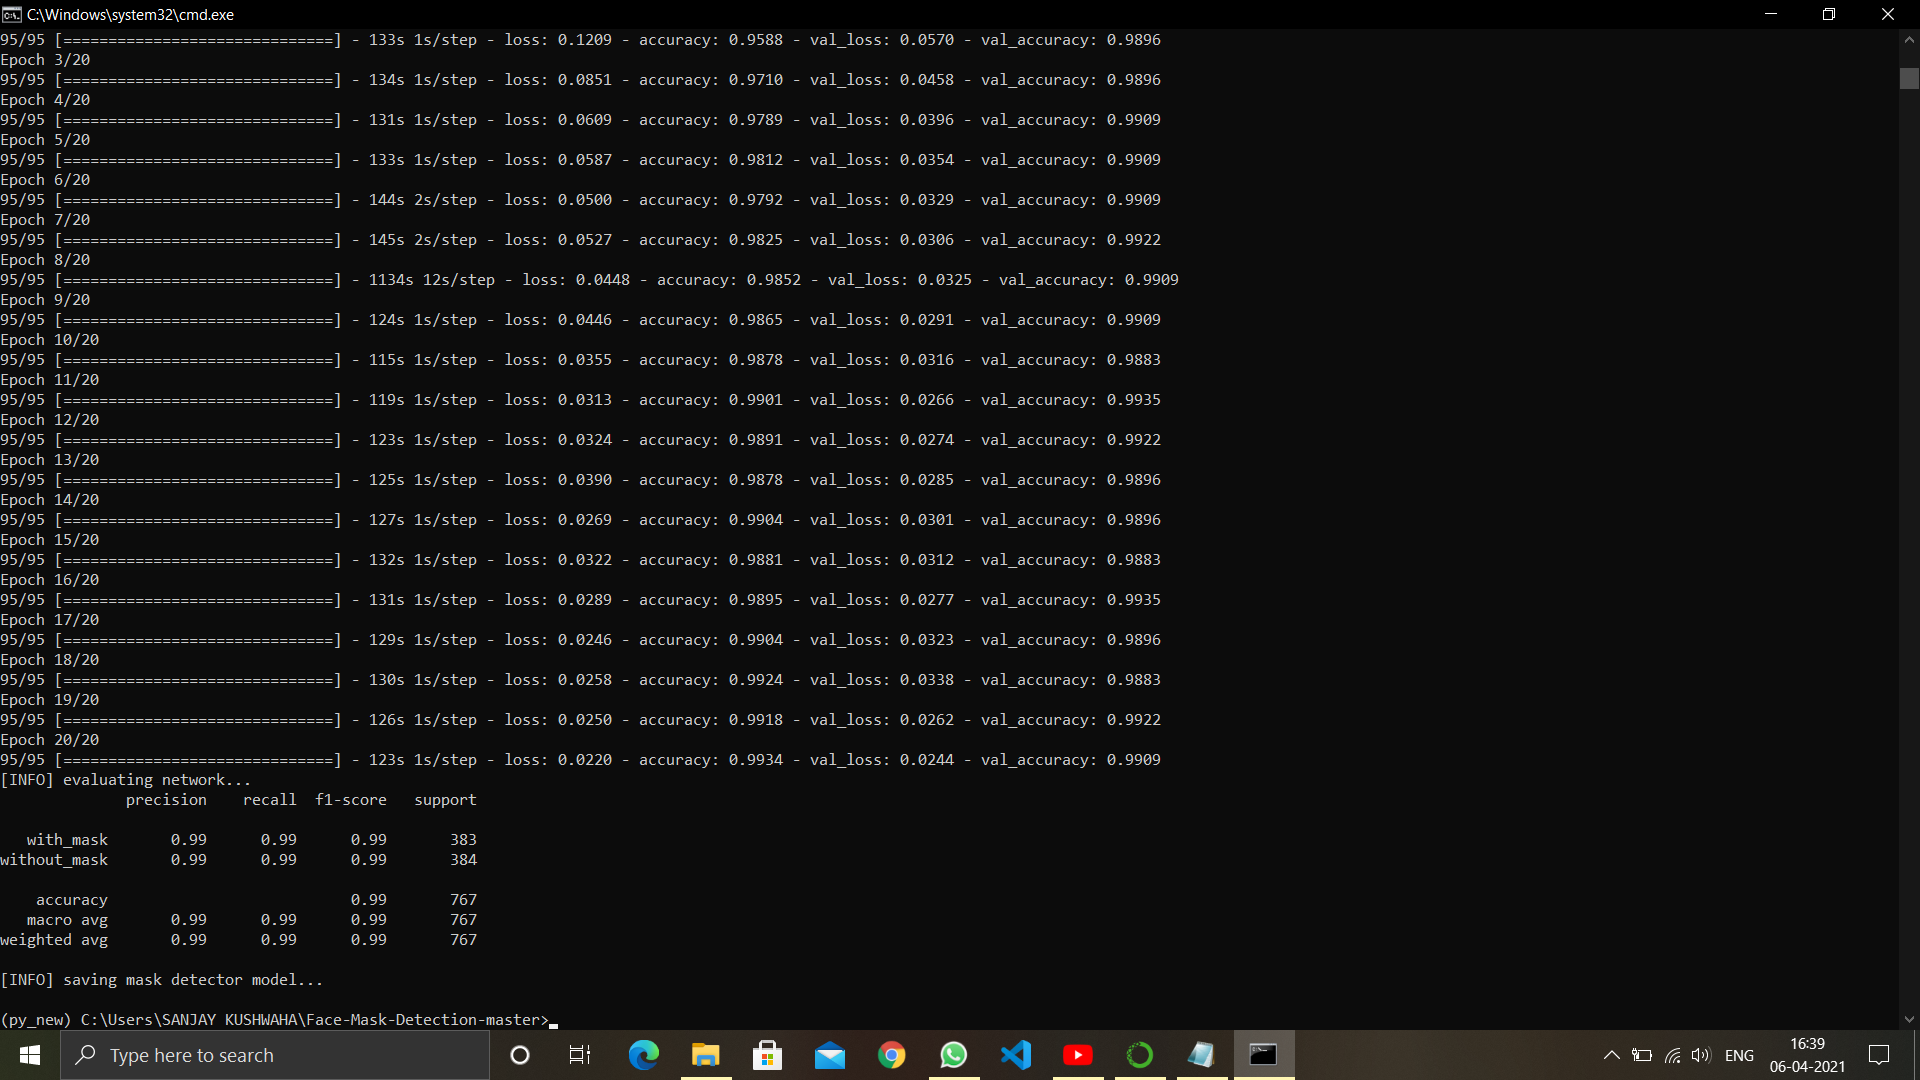 C:\Windows\system32\cmd.exe
95/95 [==============================] - 133s 1s/step - loss: 0.1209 - accuracy: 0.9588 - val_loss: 0.0570 - val_accuracy: 0.9896
Epoch 3/20
95/95 [==============================] - 134s 1s/step - loss: 0.0851 - accuracy: 0.9710 - val_loss: 0.0458 - val_accuracy: 0.9896
Epoch 4/20
95/95 [==============================] - 131s 1s/step - loss: 0.0609 - accuracy: 0.9789 - val_loss: 0.0396 - val_accuracy: 0.9909
Epoch 5/20
95/95 [==============================] - 133s 1s/step - loss: 0.0587 - accuracy: 0.9812 - val_loss: 0.0354 - val_accuracy: 0.9909
Epoch 6/20
95/95 [==============================] - 144s 2s/step - loss: 0.0500 - accuracy: 0.9792 - val_loss: 0.0329 - val_accuracy: 0.9909
Epoch 7/20
95/95 [==============================] - 145s 2s/step - loss: 0.0527 - accuracy: 0.9825 - val_loss: 0.0306 - val_accuracy: 0.9922
Epoch 8/20
95/95 [==============================] - 1134s 12s/step - loss: 0.0448 - accuracy: 0.9852 - val_loss: 0.0325 - val_accuracy: 0.9909
Epoch 9/20
95/95 [==============================] - 124s 1s/step - loss: 0.0446 - accuracy: 0.9865 - val_loss: 0.0291 - val_accuracy: 0.9909
Epoch 10/20
95/95 [==============================] - 115s 1s/step - loss: 0.0355 - accuracy: 0.9878 - val_loss: 0.0316 - val_accuracy: 0.9883
Epoch 11/20
95/95 [==============================] - 119s 1s/step - loss: 0.0313 - accuracy: 0.9901 - val_loss: 0.0266 - val_accuracy: 0.9935
Epoch 12/20
95/95 [==============================] - 123s 1s/step - loss: 0.0324 - accuracy: 0.9891 - val_loss: 0.0274 - val_accuracy: 0.9922
Epoch 13/20
95/95 [==============================] - 125s 1s/step - loss: 0.0390 - accuracy: 0.9878 - val_loss: 0.0285 - val_accuracy: 0.9896
Epoch 14/20
95/95 [==============================] - 127s 1s/step - loss: 0.0269 - accuracy: 0.9904 - val_loss: 0.0301 - val_accuracy: 0.9896
Epoch 15/20
95/95 [==============================] - 132s 1s/step - loss: 0.0322 - accuracy: 0.9881 - val_loss: 0.0312 - val_accuracy: 0.9883
Epoch 16/20
95/95 [==============================] - 131s 1s/step - loss: 0.0289 - accuracy: 0.9895 - val_loss: 0.0277 - val_accuracy: 0.9935
Epoch 17/20
95/95 [==============================] - 129s 1s/step - loss: 0.0246 - accuracy: 0.9904 - val_loss: 0.0323 - val_accuracy: 0.9896
Epoch 18/20
95/95 [==============================] - 130s 1s/step - loss: 0.0258 - accuracy: 0.9924 - val_loss: 0.0338 - val_accuracy: 0.9883
Epoch 19/20
95/95 [==============================] - 126s 1s/step - loss: 0.0250 - accuracy: 0.9918 - val_loss: 0.0262 - val_accuracy: 0.9922
Epoch 20/20
95/95 [==============================] - 123s 1s/step - loss: 0.0220 - accuracy: 0.9934 - val_loss: 0.0244 - val_accuracy: 0.9909
[INFO] evaluating network...
precision recall f1-score support
with_mask 0.99 0.99 0.99 383
without_mask 0.99 0.99 0.99 384
accuracy 0.99 767
macro avg 0.99 0.99 0.99 767
weighted avg 0.99 0.99 0.99 767
[INFO] saving mask detector model...
(py_new) C:\Users\SANJAY KUSHWAHA\Face-Mask-Detection-master>
Type here to search
ENG
16:39
06-04-2021